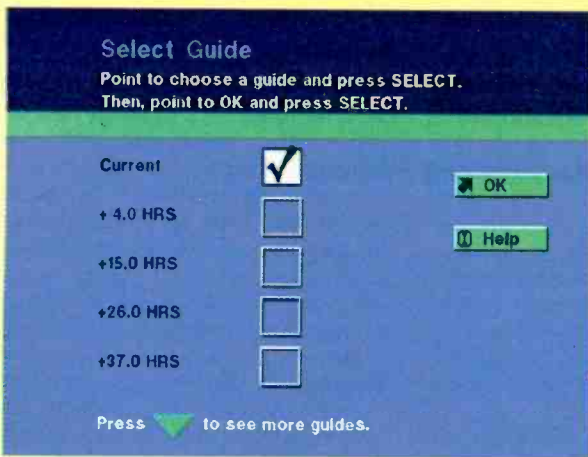 Select Guide
Point to choose a guide and press SELECT.
Then, point to OK and press SELECT.
Current
OK
+ 4.0 HRS
Help
+15.0 HRS
+26.0 HRS
+37.0 HRS
Press to see more guides.